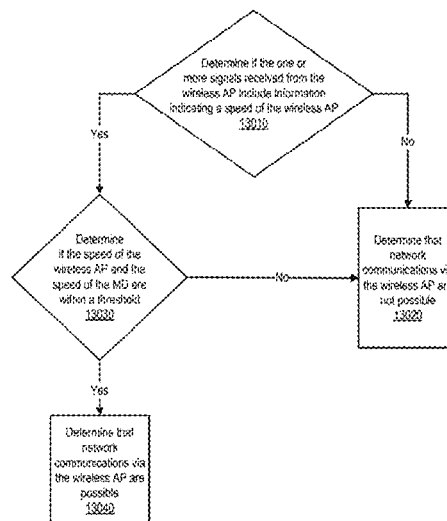 Determine if the one or
more signals received from the
wireless AP include information
indicating a speed of the wireless AP
13010
Yes
No
Determine
if the speed of the
wireless AP and the
speed of the MD are
within a threshold
13030
No
Determine that
network
communications via
the wireless AP are
not possible
13020
Yes
Determine that
network
communications via
the wireless AP are
possible
13040